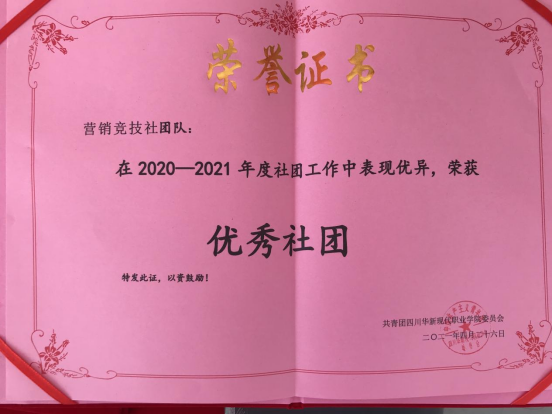 荣誉证书
营销竞技社团队：
在2020—2021年度社团工作中表现优异，荣获
优秀社团
特发此证，以资鼓励！
共青团四川华新现代职业学院委员会
二〇二一年四月二十六日